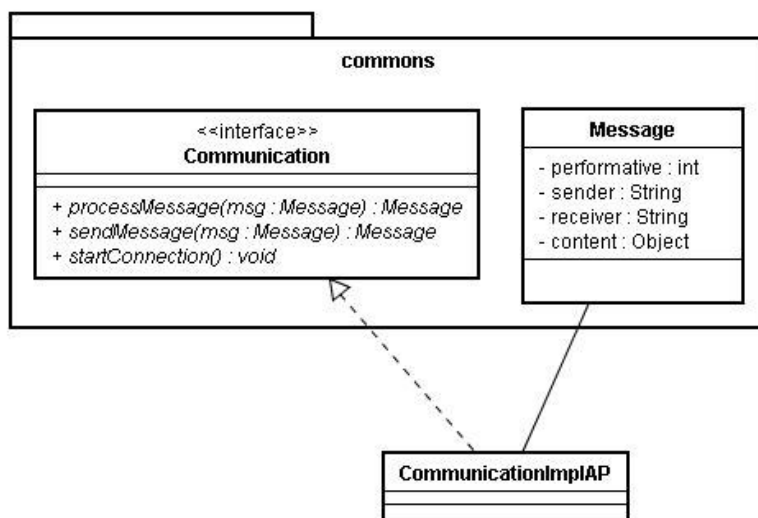 commons
<<interface>>
Communication
+ processMessage(msg : Message) : Message
+ sendMessage(msg : Message) : Message
+ startConnection() : void
Message
- performative : int
- sender : String
- receiver : String
- content : Object
CommunicationImplAP